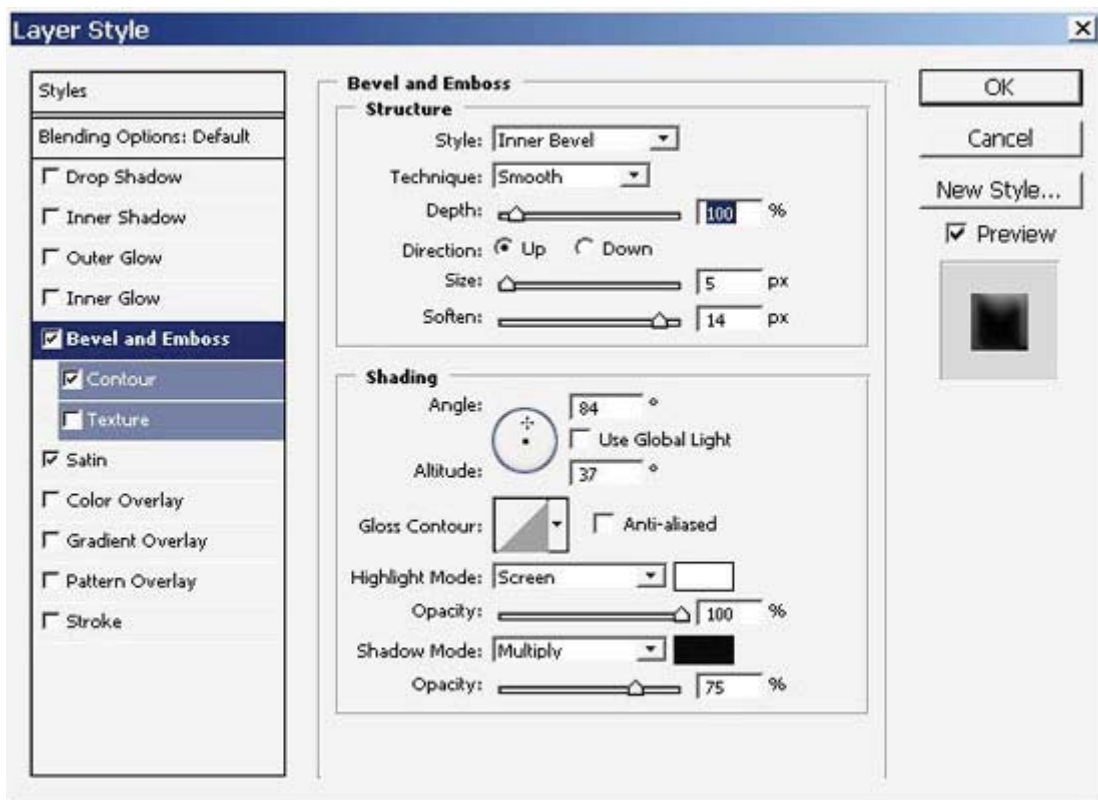 Layer Style
Styles
Blending Options: Default
Drop Shadow
Inner Shadow
Outer Glow
Inner Glow
Bevel and Emboss
Contour
Texture
Satin
Color Overlay
Gradient Overlay
Pattern Overlay
Stroke
Bevel and Emboss
Structure
Style: Inner Bevel
Technique: Smooth
Depth: 100 %
Direction: Up Down
Size: 5 px
Soften: 14 px
Shading
Angle: 84 °
Use Global Light
Altitude: 37 °
Gloss Contour: Anti-aliased
Highlight Mode: Screen
Opacity: 100 %
Shadow Mode: Multiply
Opacity: 75 %
OK
Cancel
New Style...
Preview